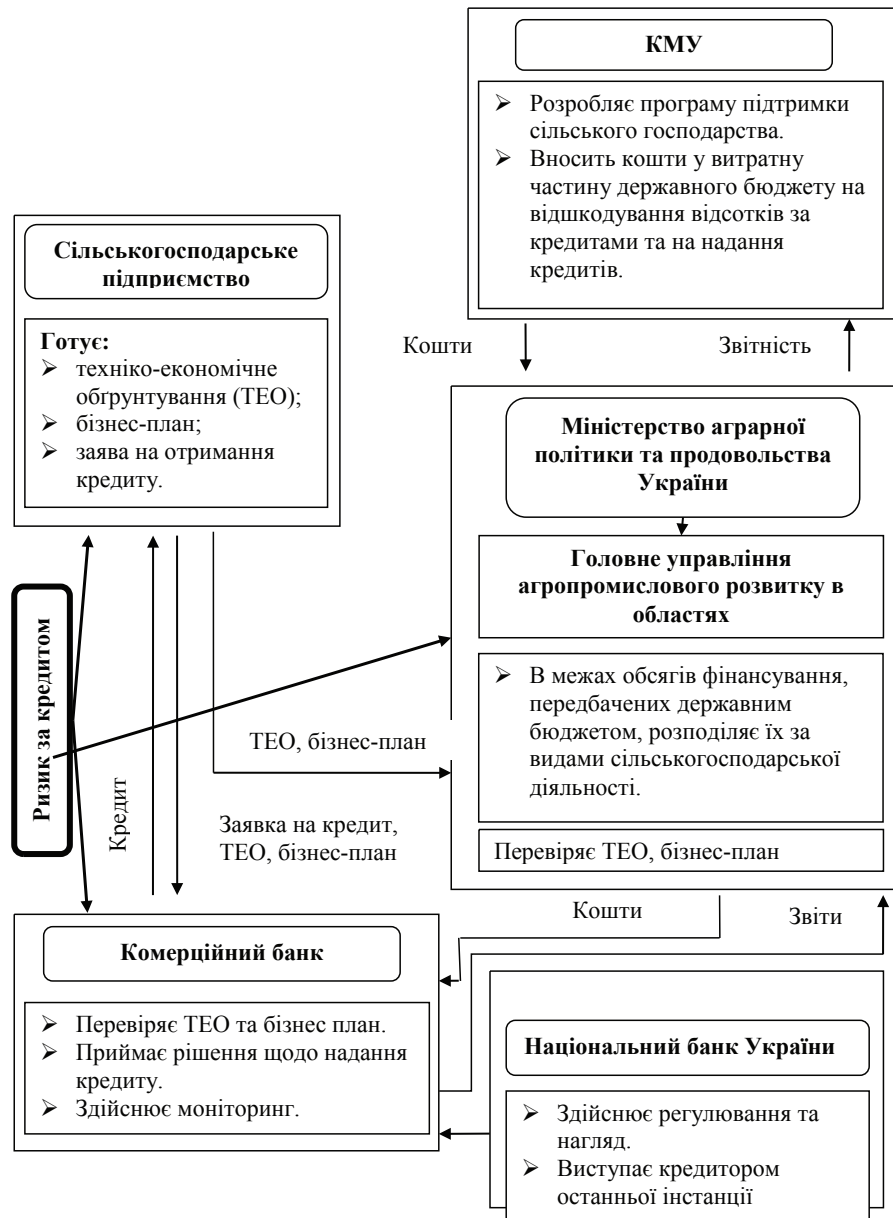 КМУ
Розробляє програму підтримки
сільського господарства.
Вносить кошти у витратну
частину державного бюджету на
відшкодування відсотків за
кредитами та на надання
кредитів.
Сільськогосподарське
підприємство
Готує:
техніко-економічне
обґрунтування (ТЕО);
бізнес-план;
заява на отримання
кредиту.
Кошти
Звітність
Міністерство аграрної
політики та продовольства
України
Головне управління
агропромислового розвитку в
областях
В межах обсягів фінансування,
передбачених державним
бюджетом, розподіляє їх за
видами сільськогосподарської
діяльності.
Перевіряє ТЕО, бізнес-план
Ризик за кредитом
Кредит
ТЕО, бізнес-план
Заявка на кредит,
ТЕО, бізнес-план
Кошти
Звіти
Комерційний банк
Перевіряє ТЕО та бізнес план.
Приймає рішення щодо надання
кредиту.
Здійснює моніторинг.
Національний банк України
Здійснює регулювання та
нагляд.
Виступає кредитором
останньої інстанції